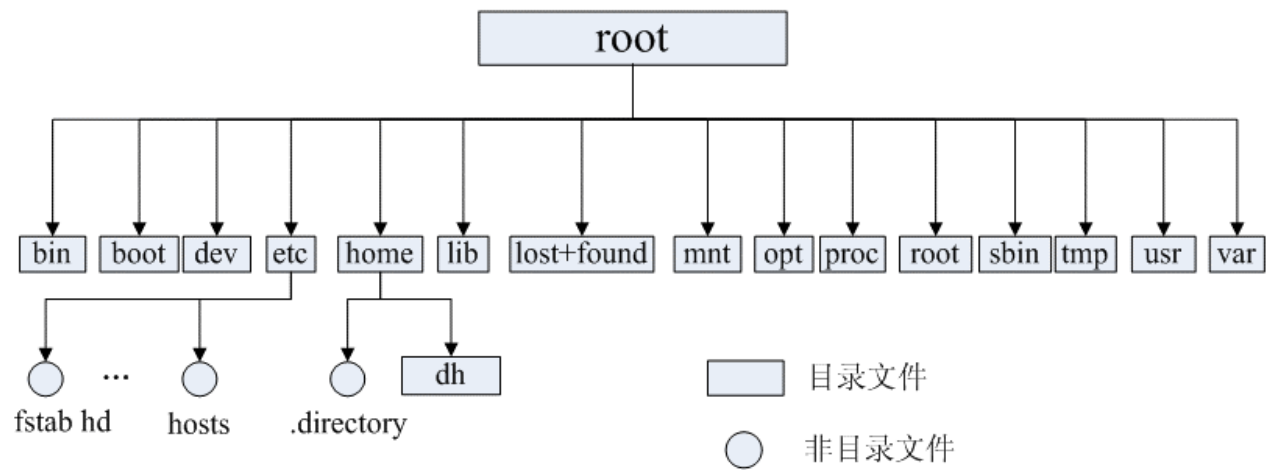 root
bin boot dev etc home lib lost+found mnt opt proc root sbin tmp usr var
... dh
fstab hd hosts .directory
目录文件
非目录文件